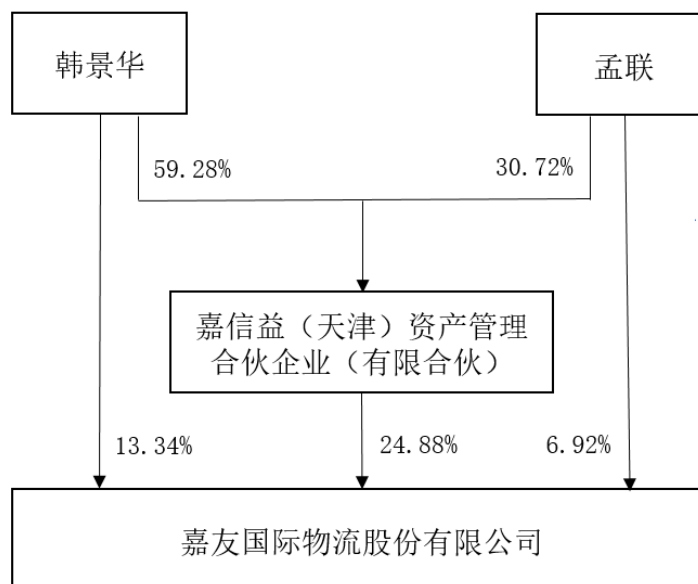 韩景华
孟联
59.28%
30.72%
嘉信益（天津）资产管理
合伙企业（有限合伙）
13.34%
24.88%
6.92%
嘉友国际物流股份有限公司